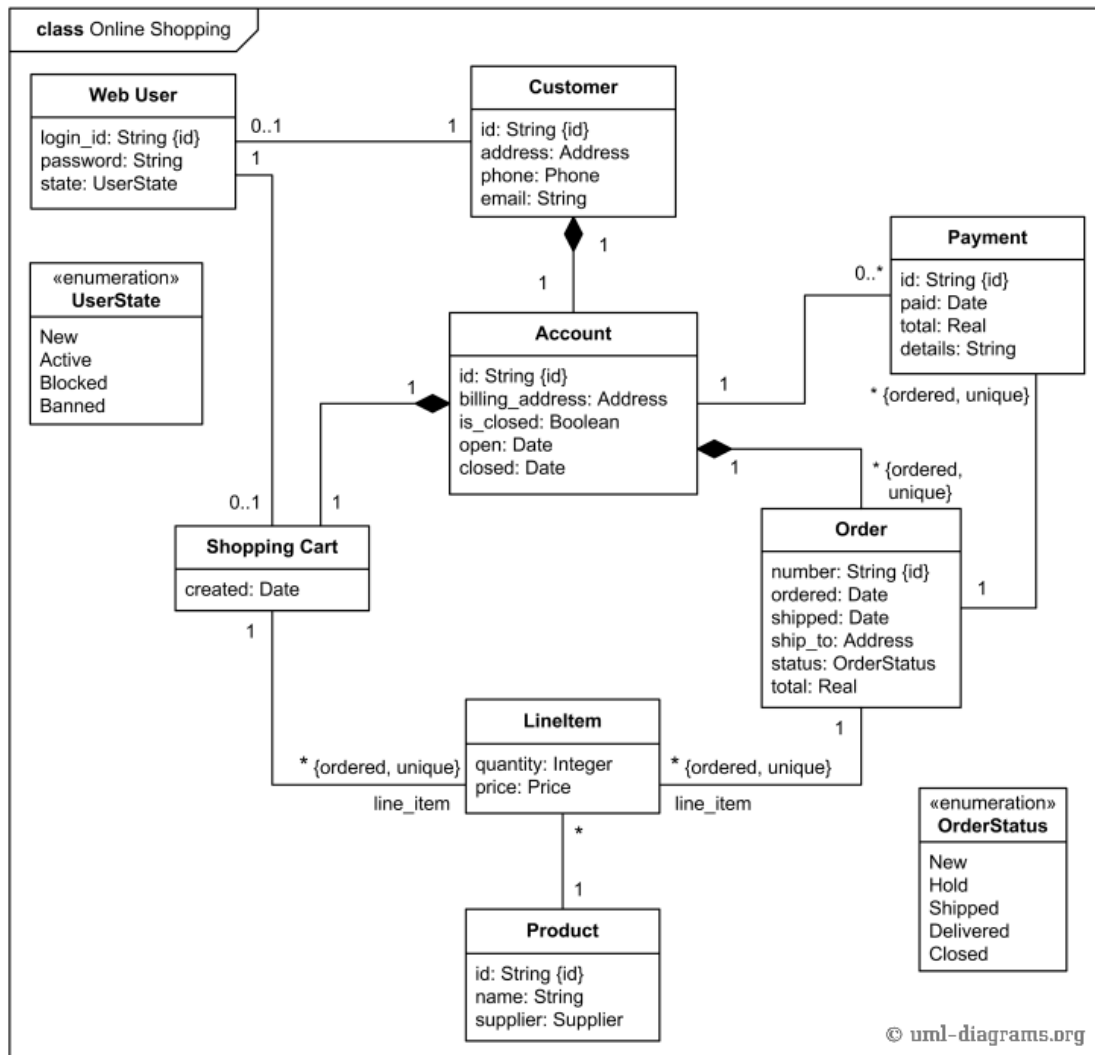 class Online Shopping
Web User
login_id: String {id}
password: String
state: UserState
0..1
1
1
Customer
id: String {id}
address: Address
phone: Phone
email: String
1
1
«enumeration»
UserState
New
Active
Blocked
Banned
Payment
id: String {id}
paid: Date
total: Real
details: String
0..*
* {ordered, unique}
Account
id: String {id}
billing_address: Address
is_closed: Boolean
open: Date
closed: Date
1
1
1
* {ordered,
unique}
0..1
1
Shopping Cart
created: Date
1
Order
number: String {id}
ordered: Date
shipped: Date
ship_to: Address
status: OrderStatus
total: Real
1
1
LineItem
quantity: Integer
price: Price
* {ordered, unique}
line_item
* {ordered, unique}
line_item
*
1
Product
id: String {id}
name: String
supplier: Supplier
«enumeration»
OrderStatus
New
Hold
Shipped
Delivered
Closed
© uml-diagrams.org